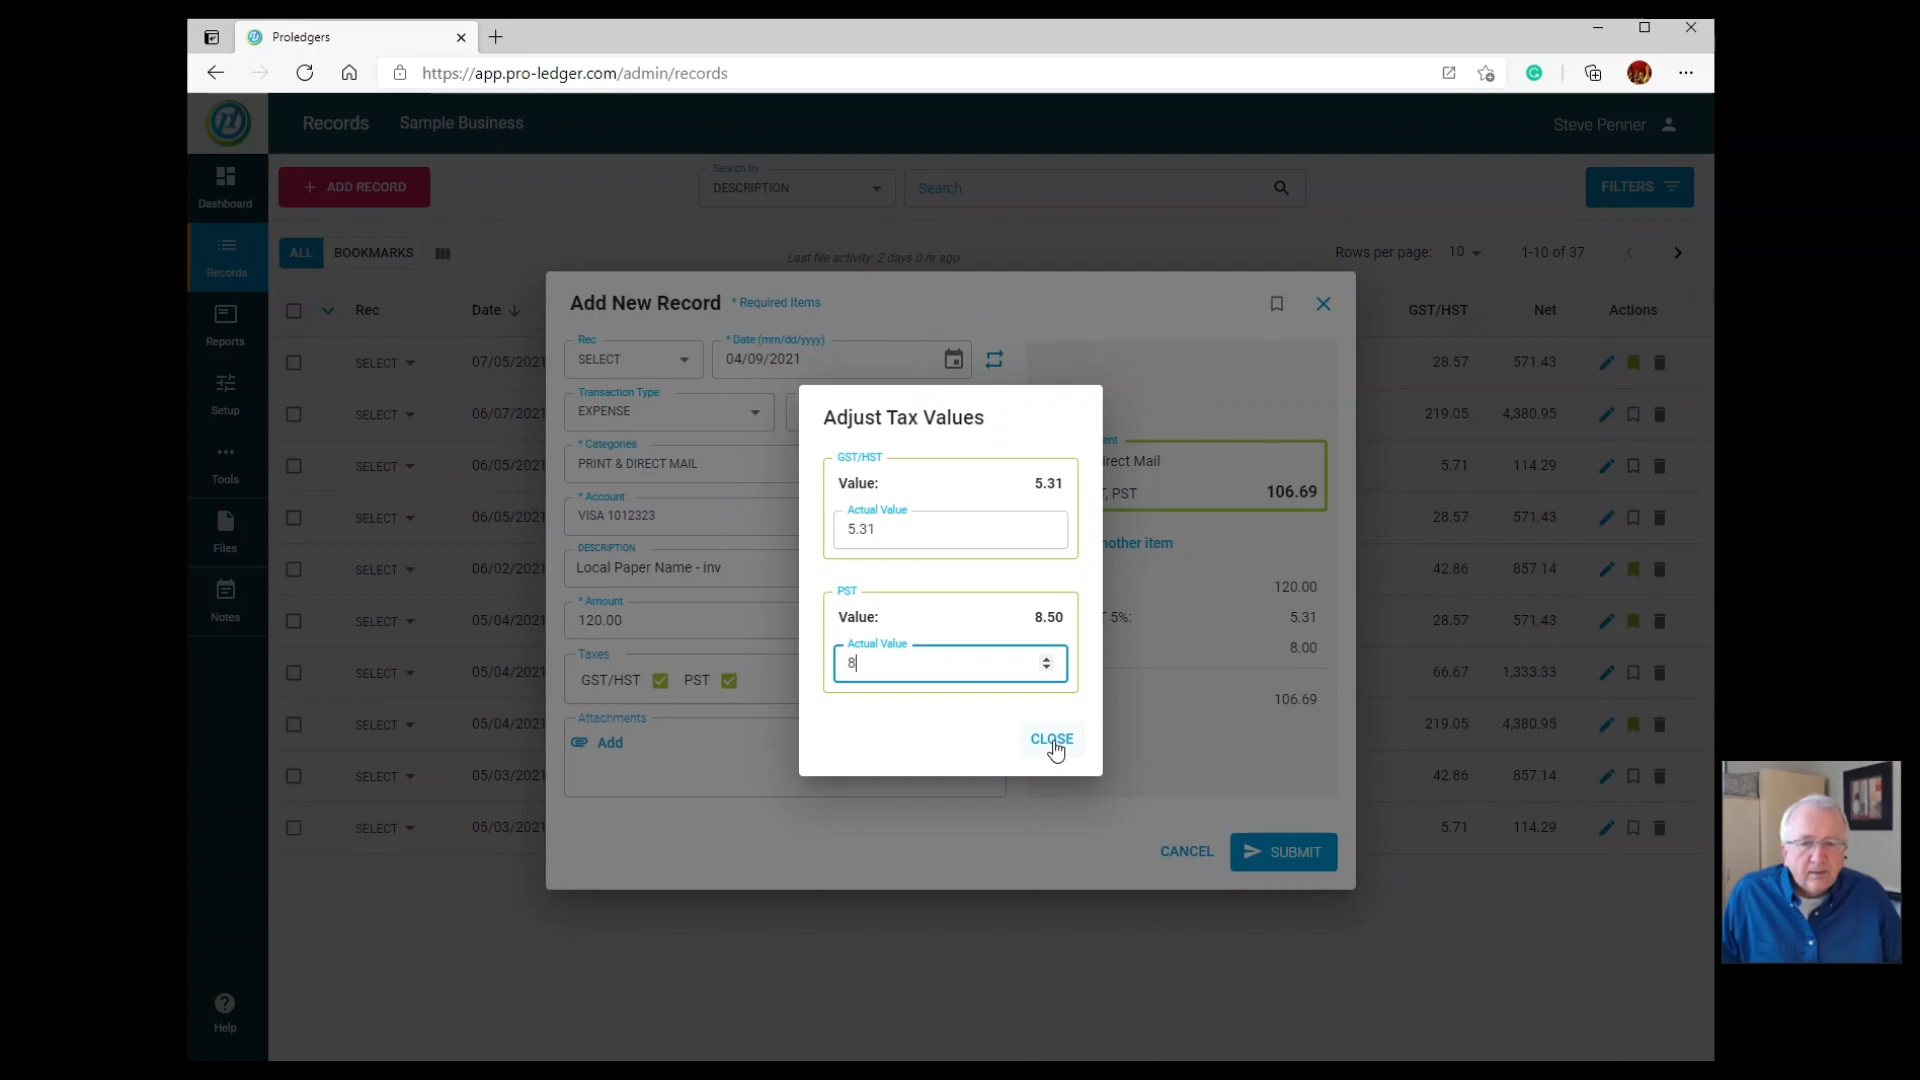 Proledgers
https://app.pro-ledger.com/admin/records
Records
Sample Business
Steve Penner
Dashboard
Records
Reports
Setup
Tools
Files
Notes
Help
+ ADD RECORD
Search by
DESCRIPTION
Search
FILTERS
ALL
BOOKMARKS
Last file activity: 2 days 0 hr ago
Rows per page: 10
1-10 of 37
Rec Date GST/HST Net Actions
SELECT 07/05/2021 28.57 571.43
SELECT 06/07/2021 219.05 4,380.95
SELECT 06/05/2021 5.71 114.29
SELECT 06/05/2021 28.57 571.43
SELECT 06/02/2021 42.86 857.14
SELECT 05/04/2021 28.57 571.43
SELECT 05/04/2021 66.67 1,333.33
SELECT 05/04/2021 219.05 4,380.95
SELECT 05/03/2021 42.86 857.14
SELECT 05/03/2021 5.71 114.29
Add New Record * Required Items
Rec
SELECT
* Date (mm/dd/yyyy)
04/09/2021
Transaction Type
EXPENSE
* Categories
PRINT & DIRECT MAIL
* Account
VISA 1012323
DESCRIPTION
Local Paper Name - inv
* Amount
120.00
Taxes
GST/HST PST
Attachments
Add
ent
irect Mail
T, PST 106.69
nother item
120.00
T 5%: 5.31
8.00
106.69
CANCEL
SUBMIT
Adjust Tax Values
GST/HST
Value: 5.31
Actual Value
5.31
PST
Value: 8.50
Actual Value
8
CLOSE